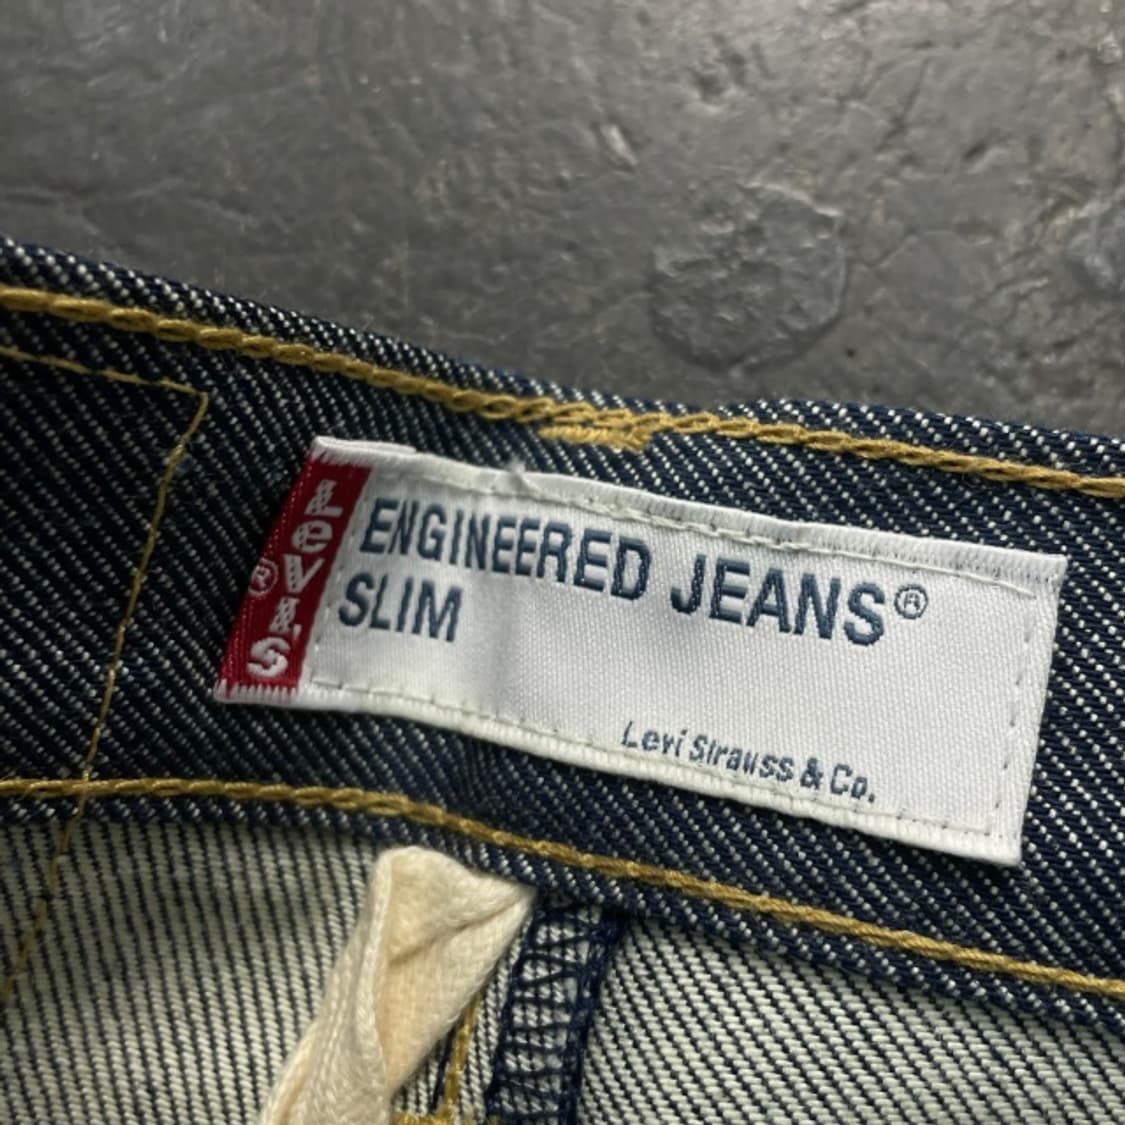 LeVI'S®
ENGINEERED JEANS®
SLIM
Levi Strauss & Co.